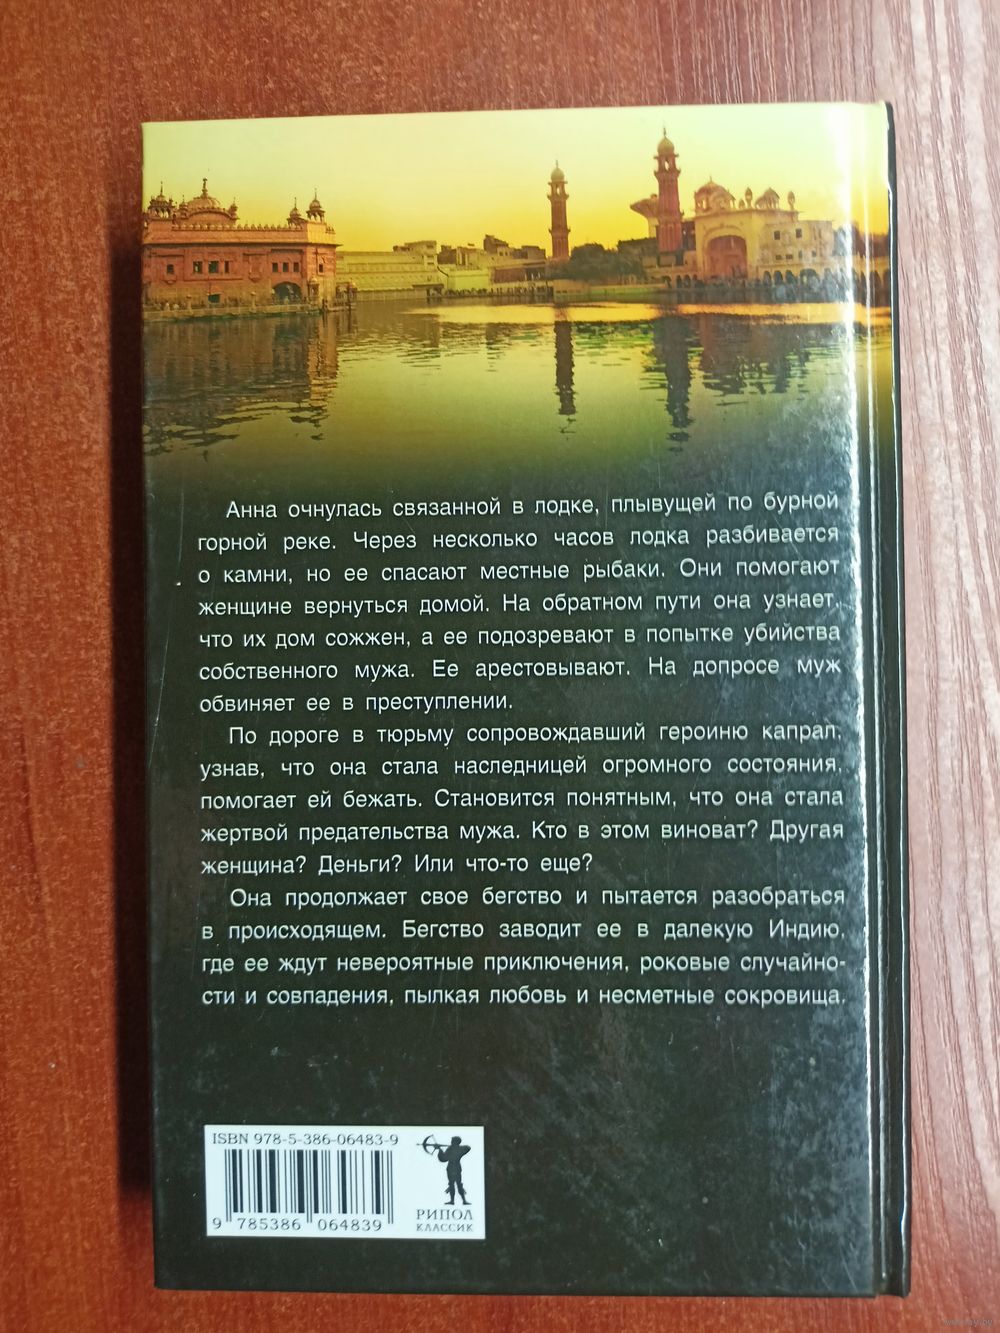 Анна очнулась связанной в лодке, плывущей по бурной
горной реке. Через несколько часов лодка разбивается
о камни, но ее спасают местные рыбаки. Они помогают
женщине вернуться домой. На обратном пути она узнает,
что их дом сожжен, а ее подозревают в попытке убийства
собственного мужа. Ее арестовывают. На допросе муж
обвиняет ее в преступлении.
По дороге в тюрьму сопровождавший героиню капрал,
узнав, что она стала наследницей огромного состояния,
помогает ей бежать. Становится понятным, что она стала
жертвой предательства мужа. Кто в этом виноват? Другая
женщина? Деньги? Или что-то еще?
Она продолжает свое бегство и пытается разобраться
в происходящем. Бегство заводит ее в далекую Индию,
где ее ждут невероятные приключения, роковые случайно-
сти и совпадения, пылкая любовь и несметные сокровища.
ISBN 978-5-386-06483-9
9 785386 064839
РИПОЛ
КЛАССИК